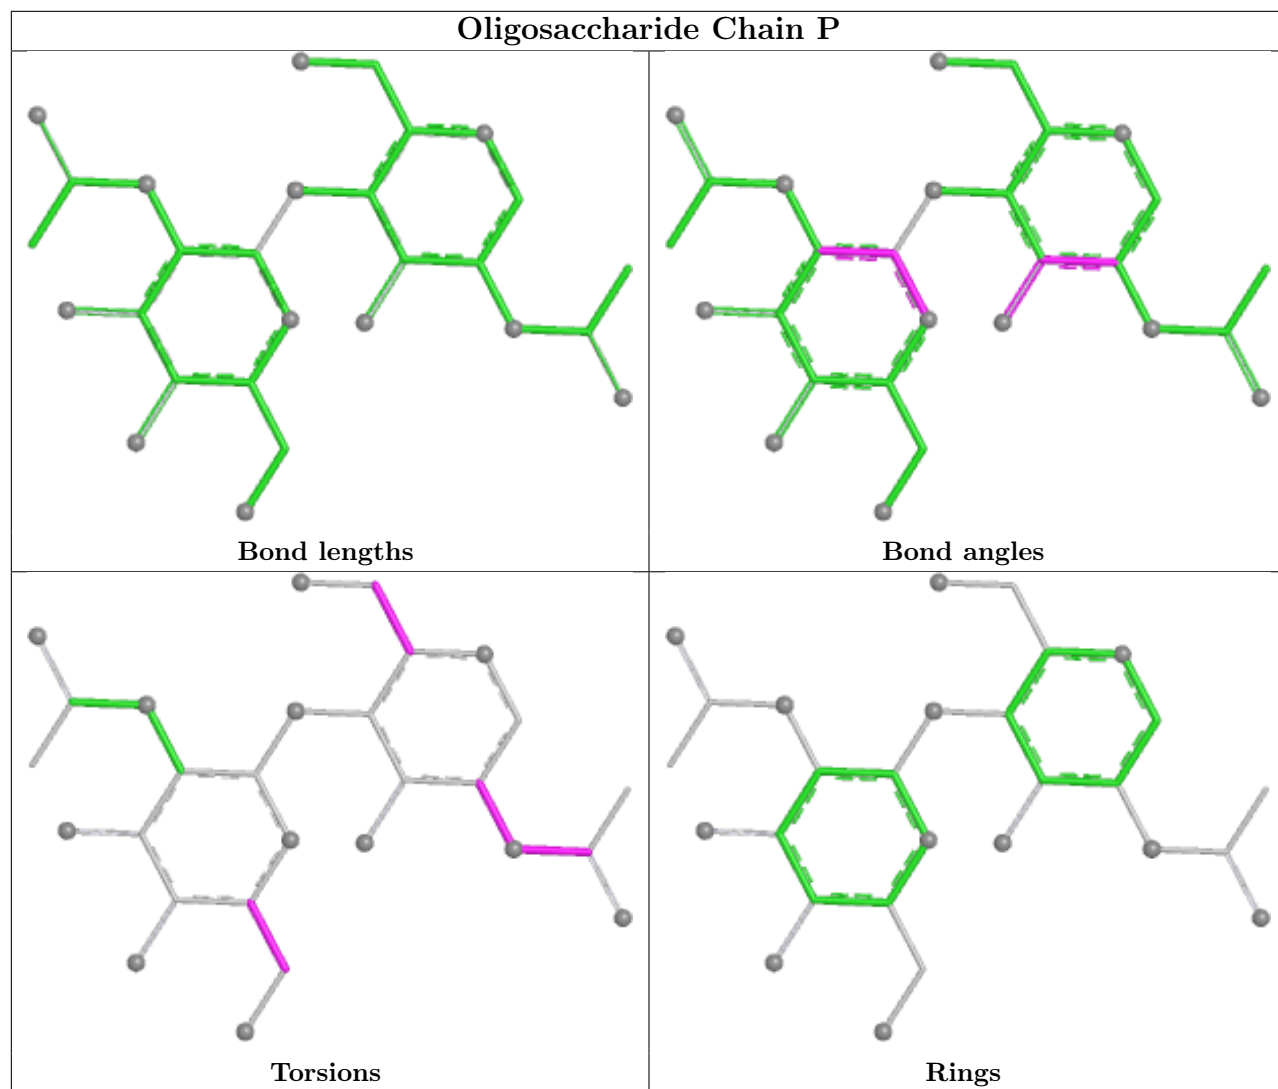 Oligosaccharide Chain P
Bond lengths
Bond angles
Torsions
Rings